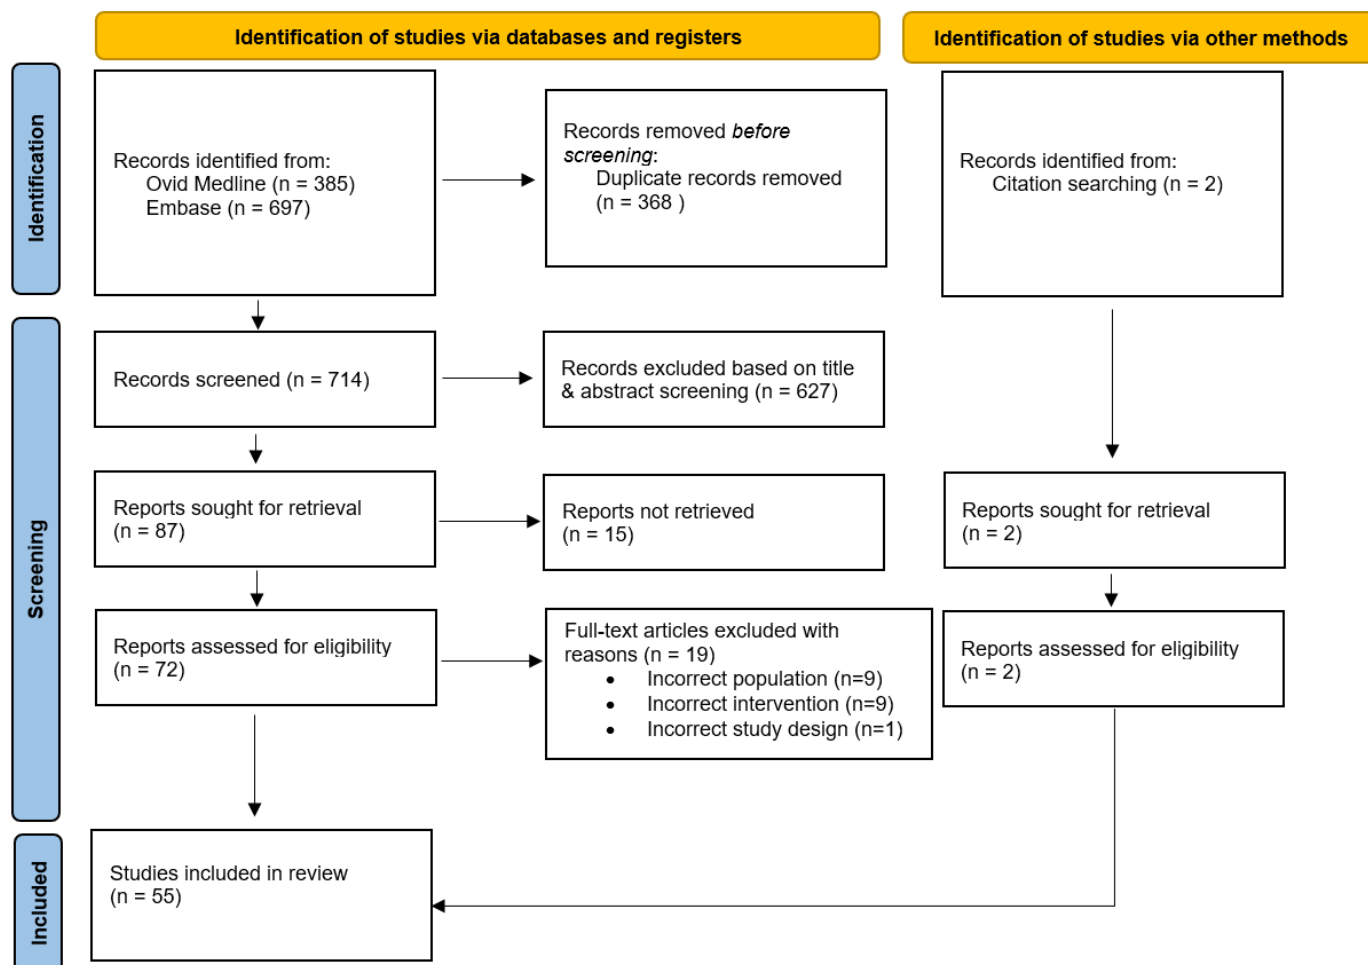 Identification of studies via databases and registers
Identification of studies via other methods
Identification
Records identified from:
Ovid Medline (n = 385)
Embase (n = 697)
Records removed before
screening:
Duplicate records removed
(n = 368 )
Records identified from:
Citation searching (n = 2)
Screening
Records screened (n = 714)
Records excluded based on title
& abstract screening (n = 627)
Reports sought for retrieval
(n = 87)
Reports not retrieved
(n = 15)
Reports sought for retrieval
(n = 2)
Reports assessed for eligibility
(n = 72)
Full-text articles excluded with
reasons (n = 19)
• Incorrect population (n=9)
• Incorrect intervention (n=9)
• Incorrect study design (n=1)
Reports assessed for eligibility
(n = 2)
Included
Studies included in review
(n = 55)